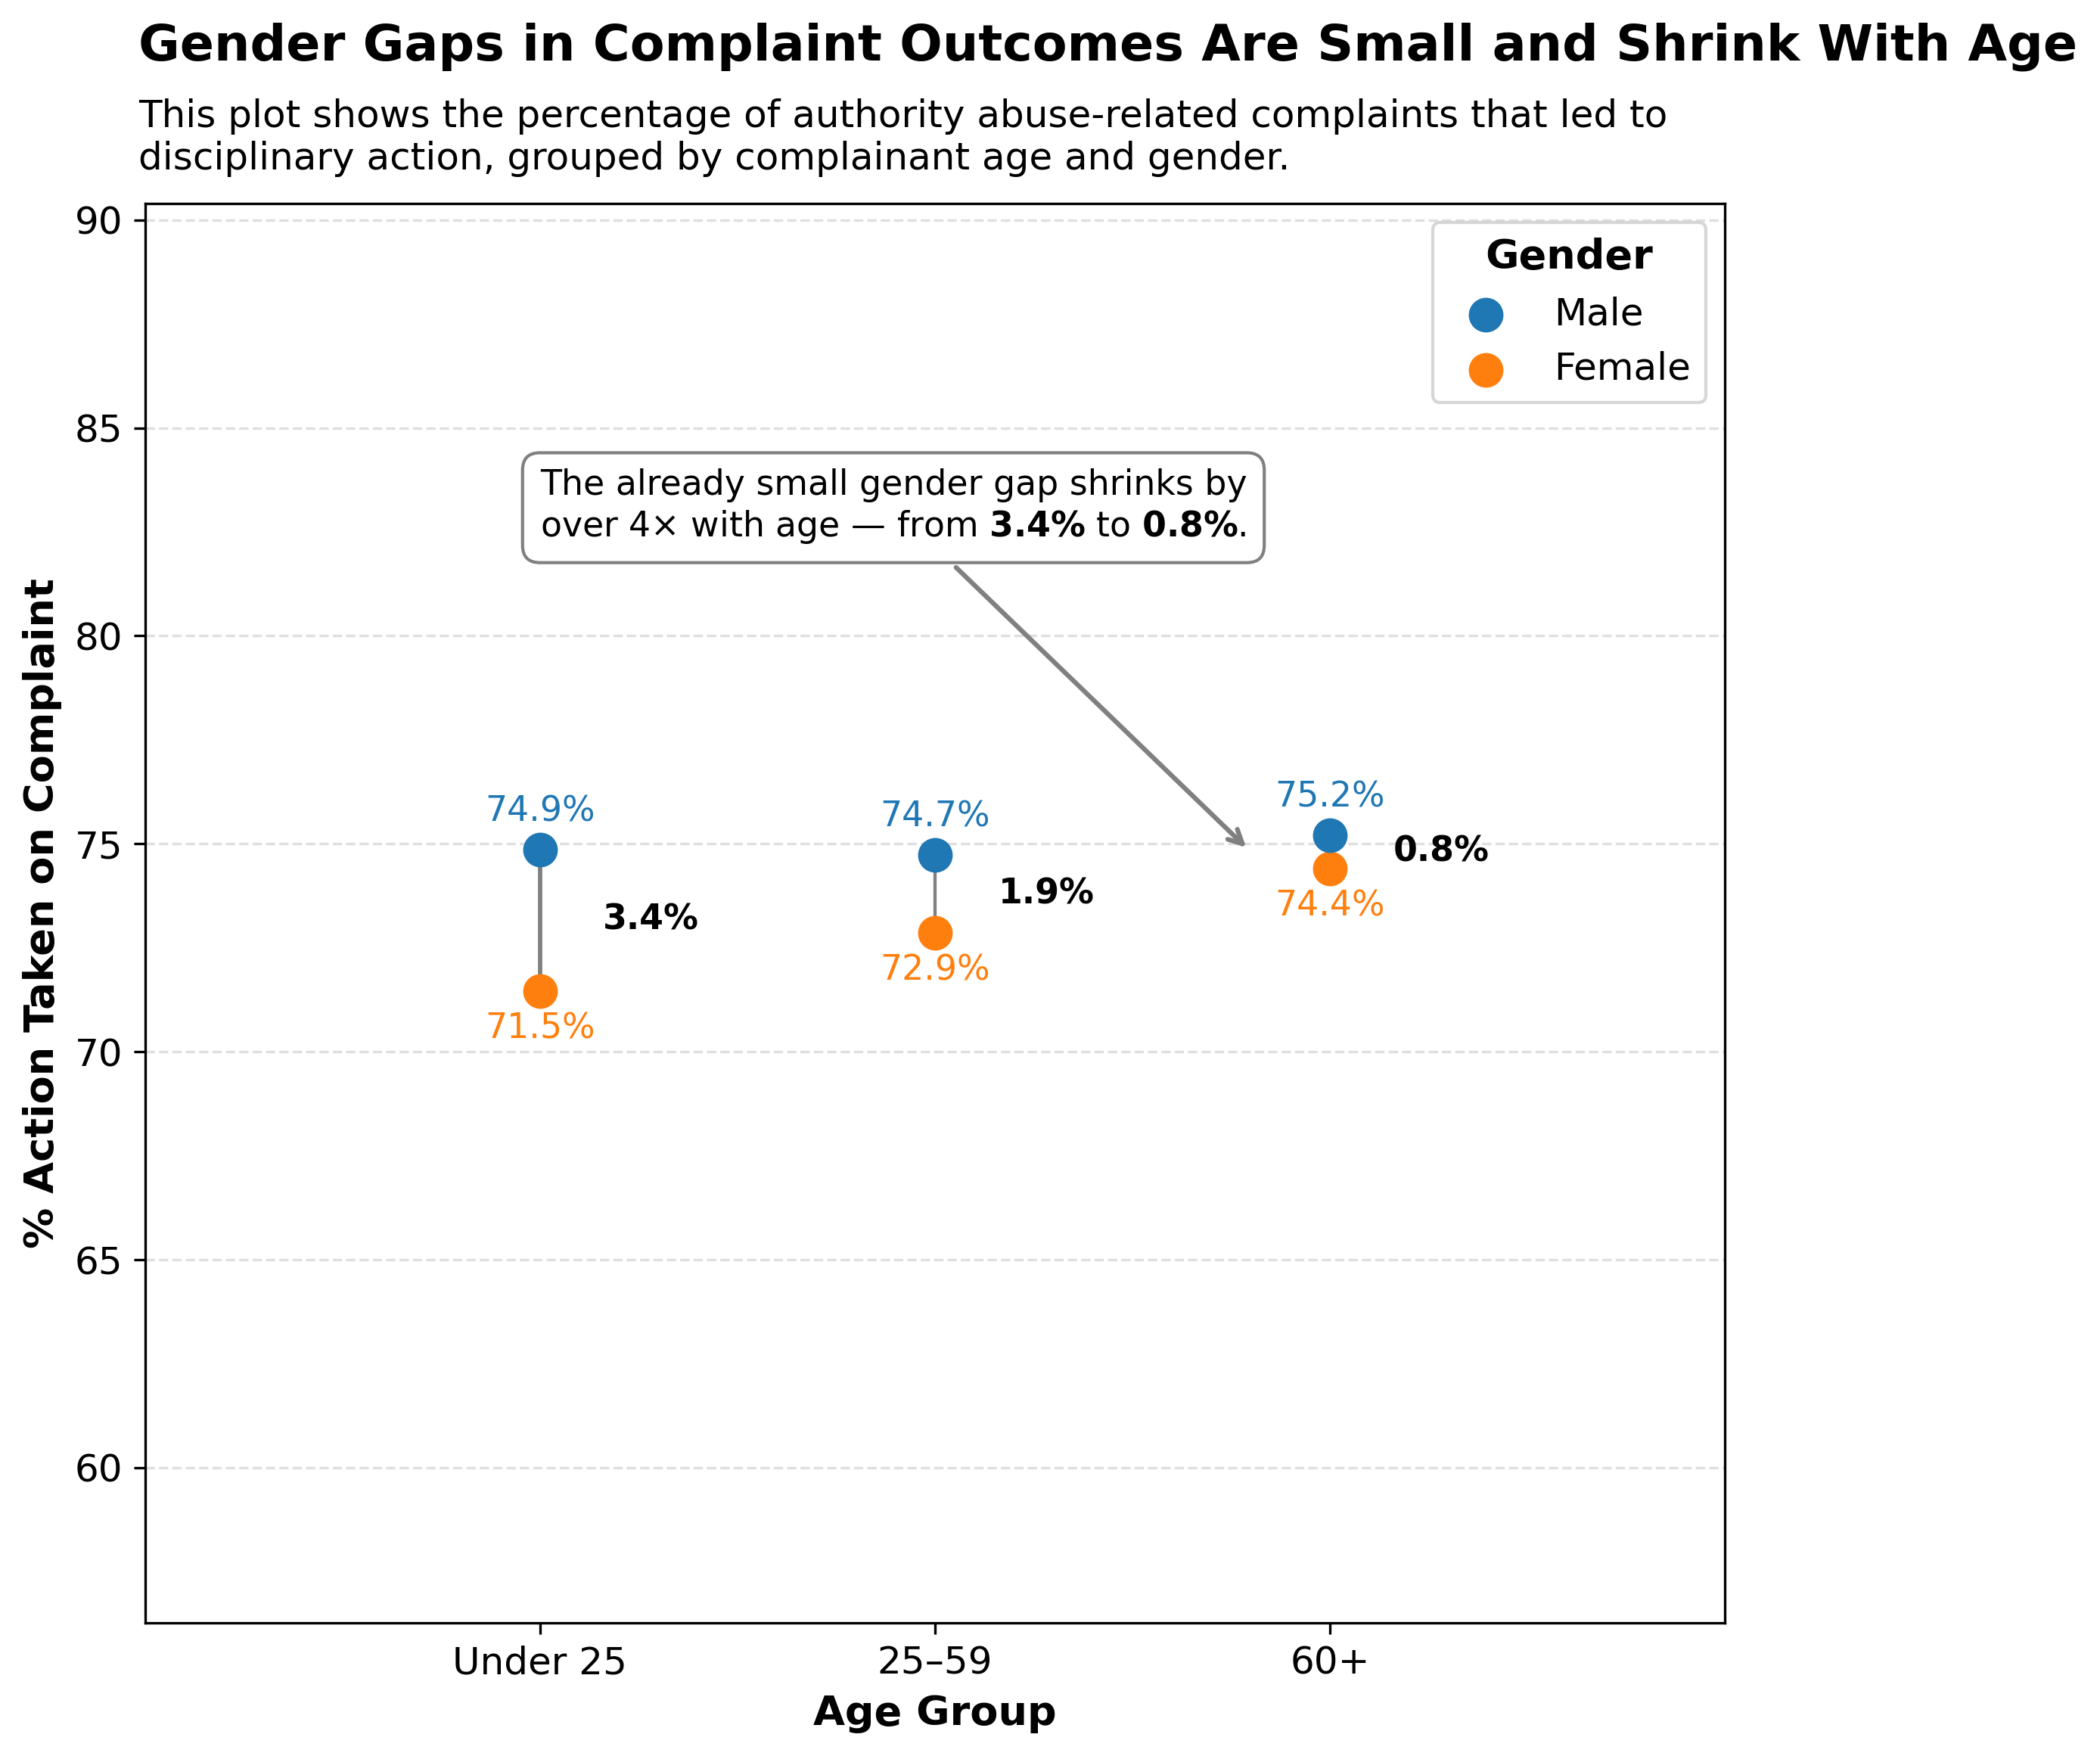 Gender Gaps in Complaint Outcomes Are Small and Shrink With Age
This plot shows the percentage of authority abuse-related complaints that led to
disciplinary action, grouped by complainant age and gender.
90
Gender
Male
Female
85
The already small gender gap shrinks by
over 4× with age — from 3.4% to 0.8%.
80
% Action Taken on Complaint
75
74.9%
74.7%
75.2%
3.4%
1.9%
0.8%
71.5%
72.9%
74.4%
70
65
60
Under 25
25–59
60+
Age Group